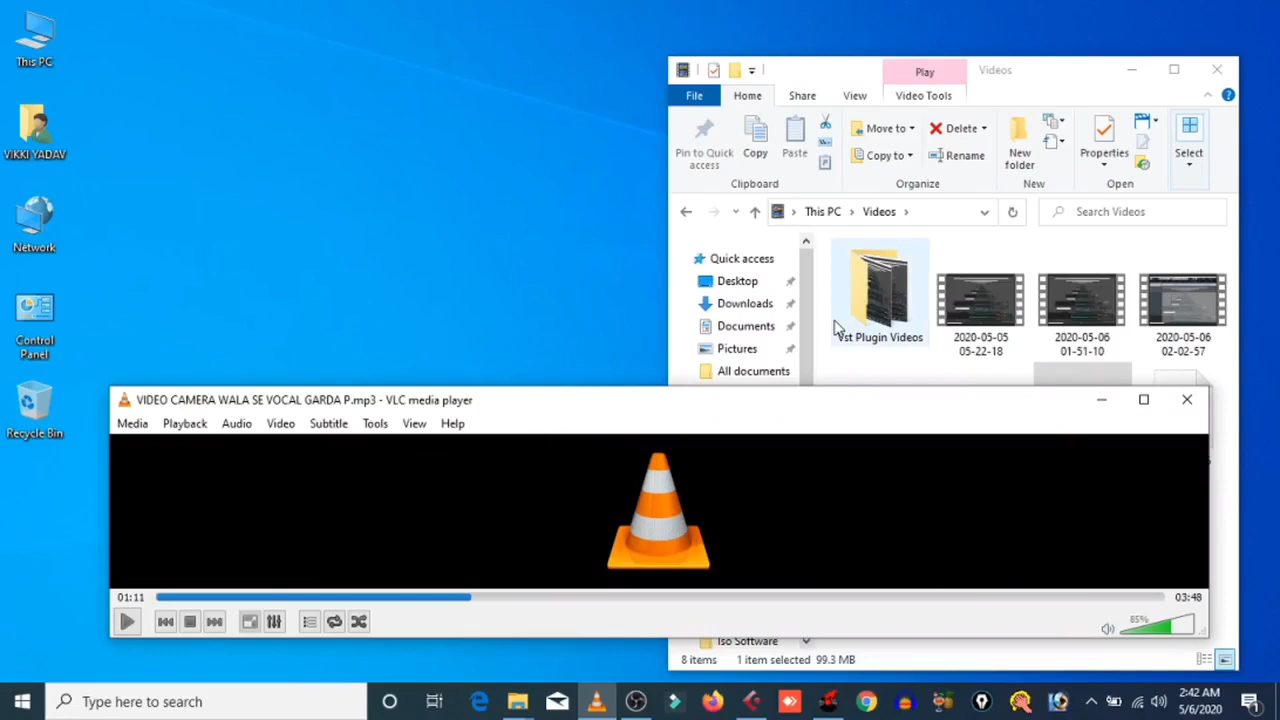 This PC
VIKKI YADAV
Network
Control
Panel
Recycle Bin
Play
Videos
File
Home
Share
View
Video Tools
Pin to Quick
access
Copy
Paste
Move to
Copy to
Delete
Rename
New
folder
Properties
Select
Clipboard
Organize
New
Open
This PC
Videos
Search Videos
Quick access
Desktop
Downloads
Documents
Pictures
All documents
Vst Plugin Videos
2020-05-05
05-22-18
2020-05-06
01-51-10
2020-05-06
02-02-57
VIDEO CAMERA WALA SE VOCAL GARDA P.mp3 - VLC media player
Media
Playback
Audio
Video
Subtitle
Tools
View
Help
01:11
03:48
85%
Iso Software
8 items
1 item selected
99.3 MB
Type here to search
2:42 AM
5/6/2020